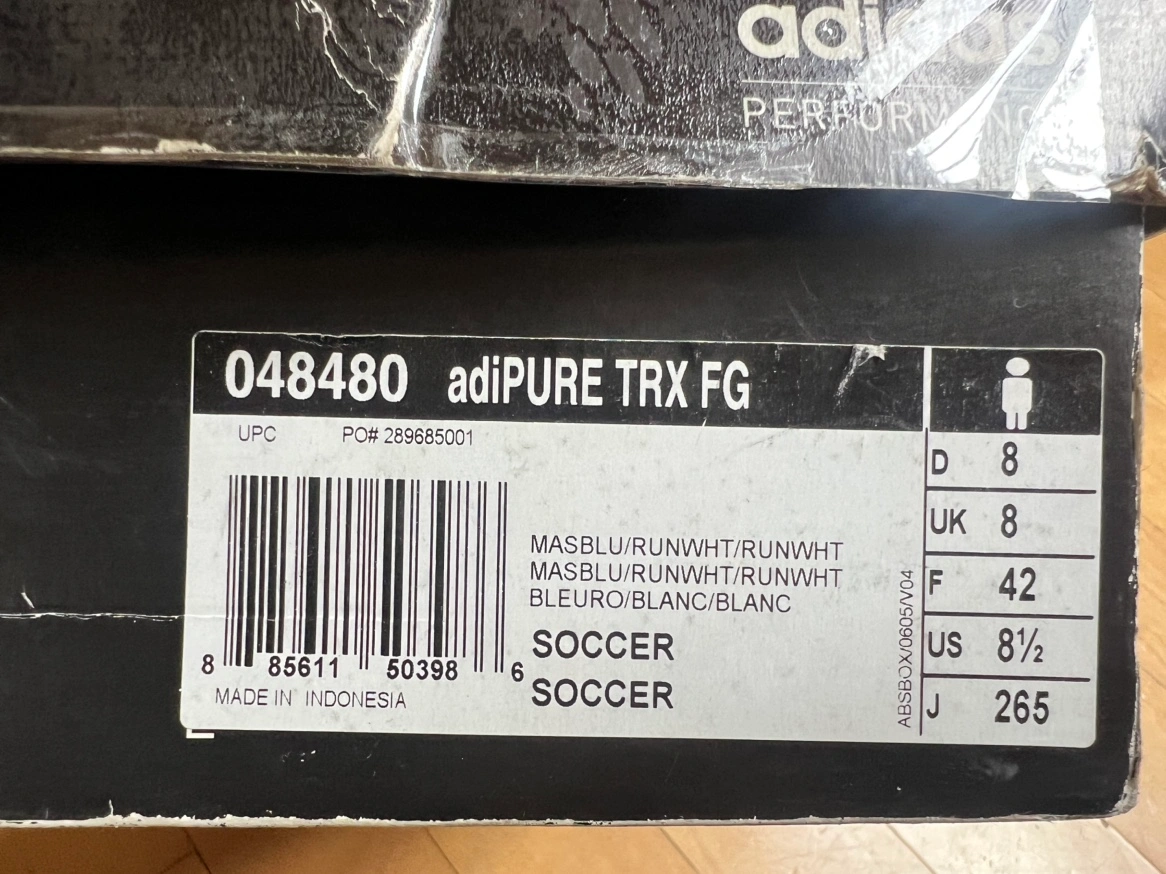 adidas
PERFORMANCE
048480 adiPURE TRX FG
UPC PO# 289685001
D 8
UK 8
F 42
US 8½
J 265
MASBLU/RUNWHT/RUNWHT
MASBLU/RUNWHT/RUNWHT
BLEURO/BLANC/BLANC
SOCCER
SOCCER
8 85611 50398 6
MADE IN INDONESIA
ABSBOX/0605/V04